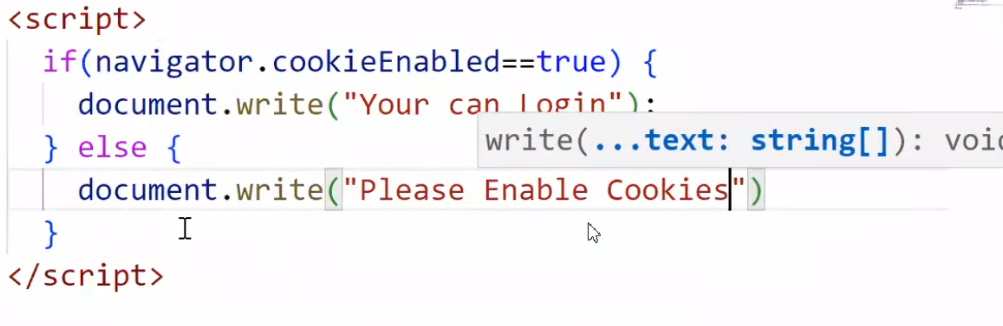 <script>
if(navigator.cookieEnabled==true) {
document.write("Your can Login");
} else {
write(...text: string[]): void
document.write("Please Enable Cookies")
}
</script>